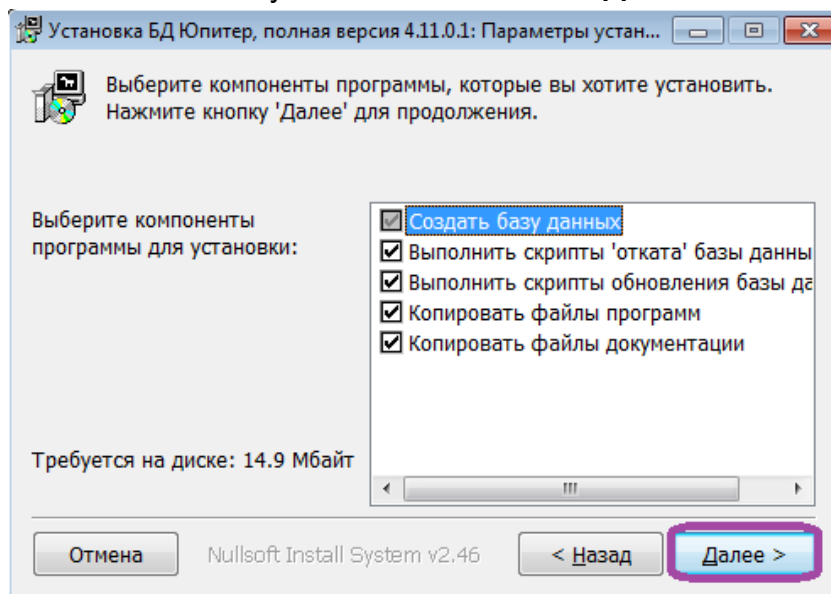 Установка БД Юпитер, полная версия 4.11.0.1: Параметры устан...
Выберите компоненты программы, которые вы хотите установить.
Нажмите кнопку 'Далее' для продолжения.
Выберите компоненты
программы для установки:
Создать базу данных
Выполнить скрипты 'отката' базы данны
Выполнить скрипты обновления базы да
Копировать файлы программ
Копировать файлы документации
Требуется на диске: 14.9 Мбайт
Отмена
Nullsoft Install System v2.46
< Назад
Далее >